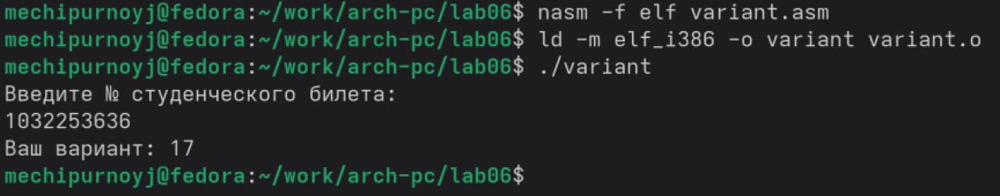 mechipurnoyj@fedora:~/work/arch-pc/lab06$ nasm -f elf variant.asm
mechipurnoyj@fedora:~/work/arch-pc/lab06$ ld -m elf_i386 -o variant variant.o
mechipurnoyj@fedora:~/work/arch-pc/lab06$ ./variant
Введите № студенческого билета:
1032253636
Ваш вариант: 17
mechipurnoyj@fedora:~/work/arch-pc/lab06$